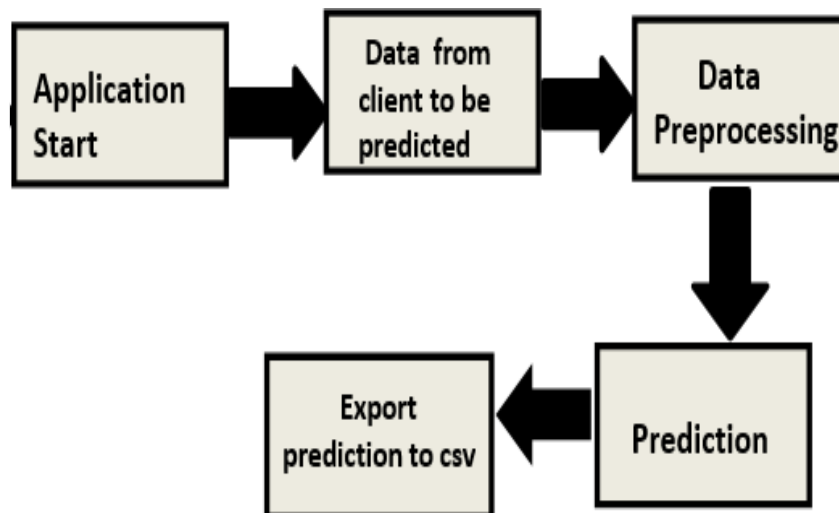 Application
Start
Data from
client to be
predicted
Data
Preprocessing
Prediction
Export
prediction to csv